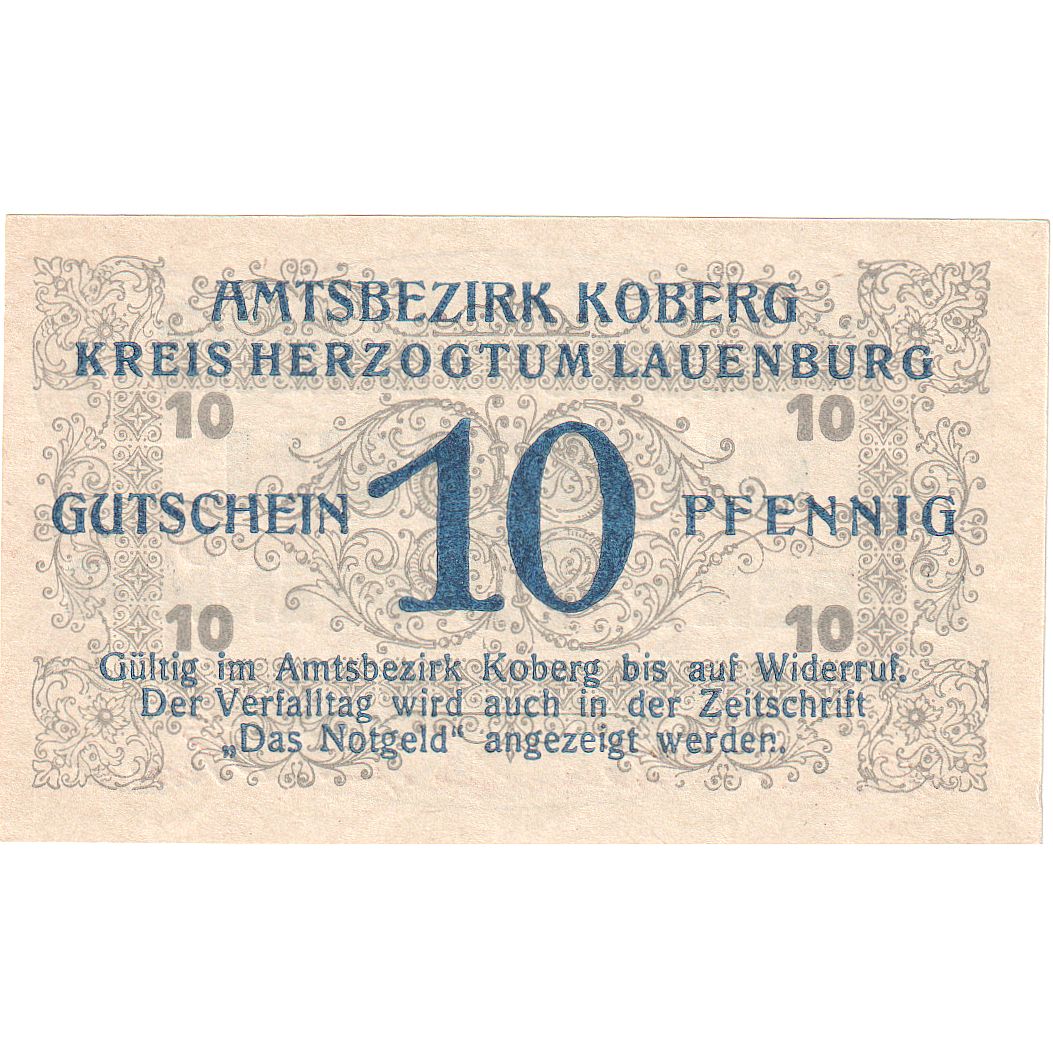 AMTSBEZIRK KOBERG
KREIS HERZOGTUM LAUENBURG
10 10
GUTSCHEIN 10 PFENNIG
10 10
Gültig im Amtsbezirk Koberg bis auf Widerruf.
Der Verfalltag wird auch in der Zeitschrift
„Das Notgeld“ angezeigt werden.